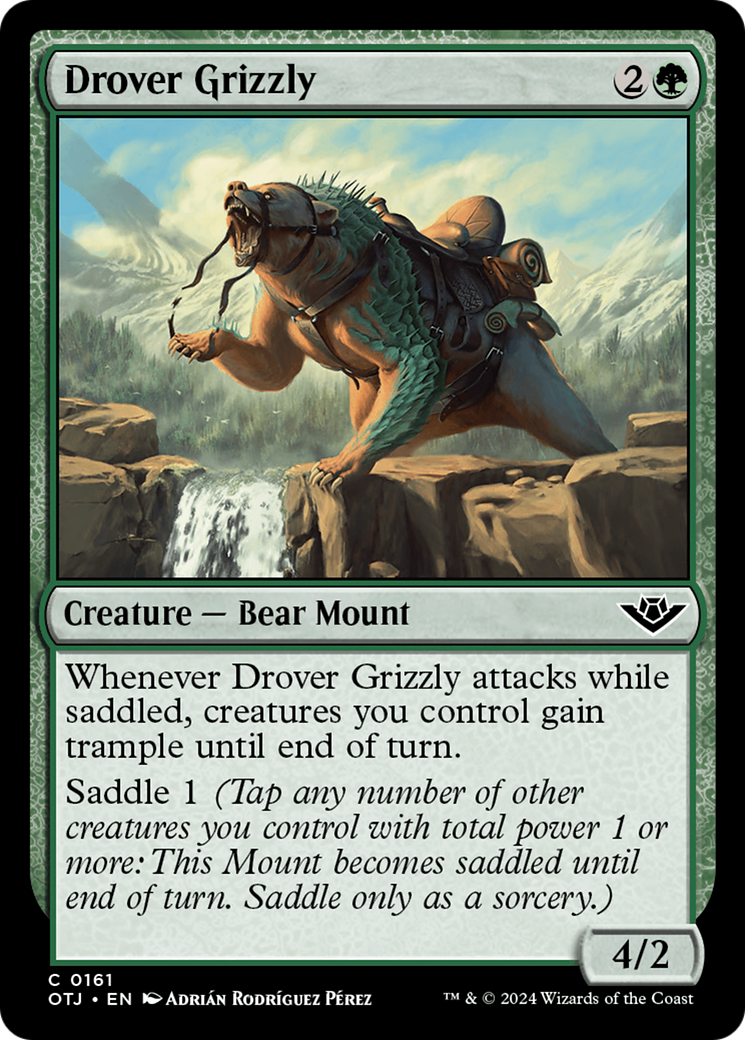 Drover Grizzly 2
Creature — Bear Mount
Whenever Drover Grizzly attacks while
saddled, creatures you control gain
trample until end of turn.
Saddle 1 (Tap any number of other
creatures you control with total power 1 or
more: This Mount becomes saddled until
end of turn. Saddle only as a sorcery.)
4/2
C 0161
OTJ • EN Adrián Rodríguez Pérez
™ & © 2024 Wizards of the Coast